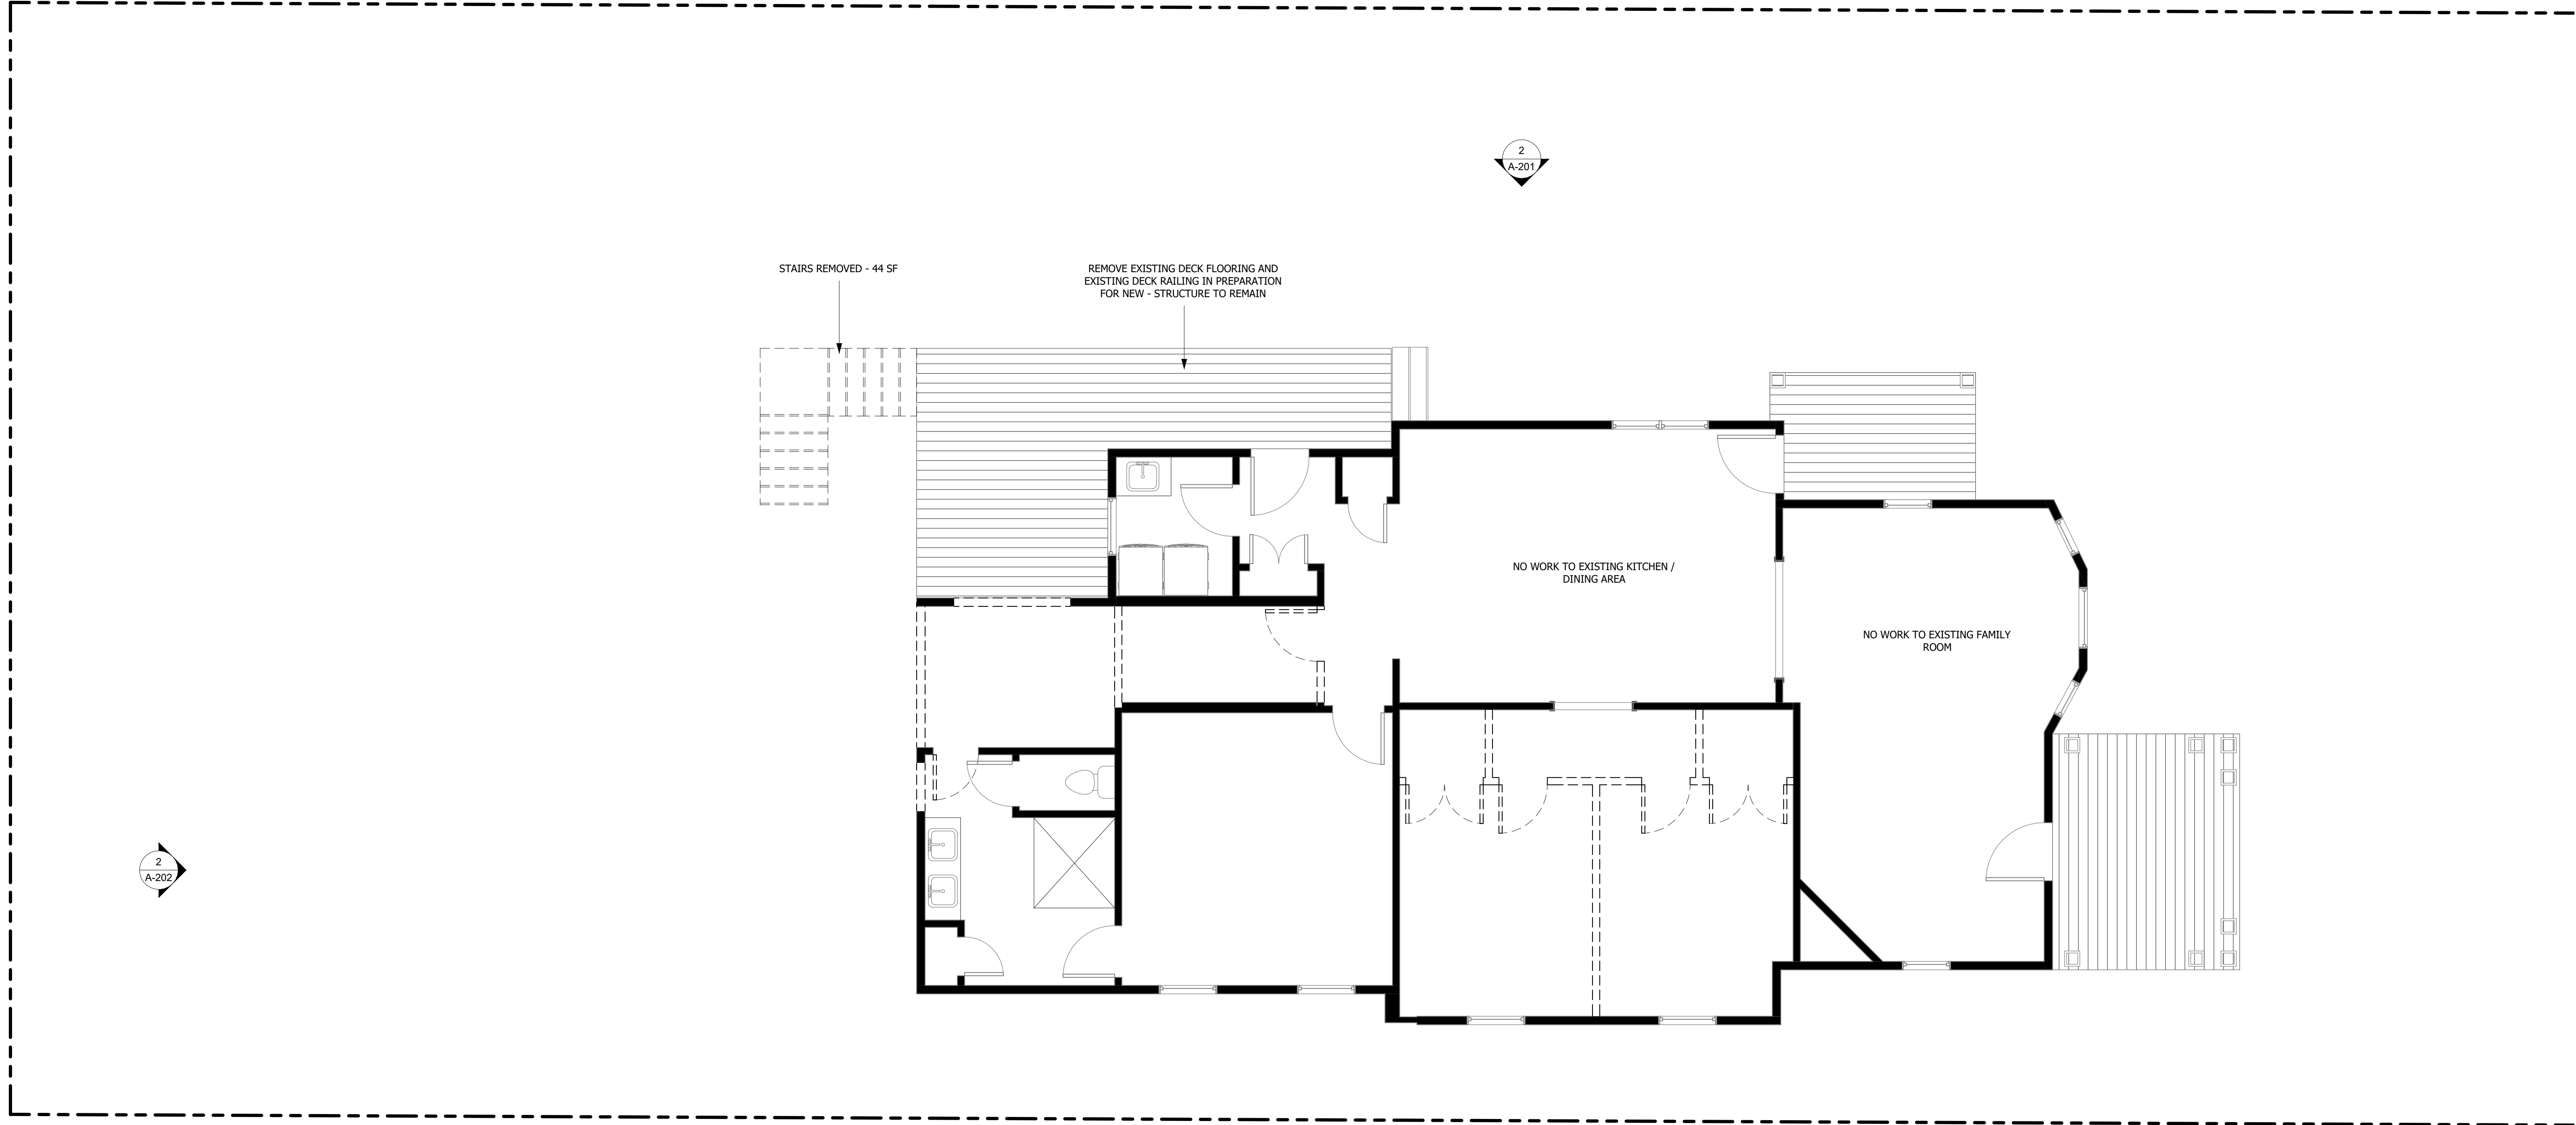 2
A-201
STAIRS REMOVED - 44 SF
REMOVE EXISTING DECK FLOORING AND
EXISTING DECK RAILING IN PREPARATION
FOR NEW - STRUCTURE TO REMAIN
NO WORK TO EXISTING KITCHEN /
DINING AREA
NO WORK TO EXISTING FAMILY
ROOM
2
A-202